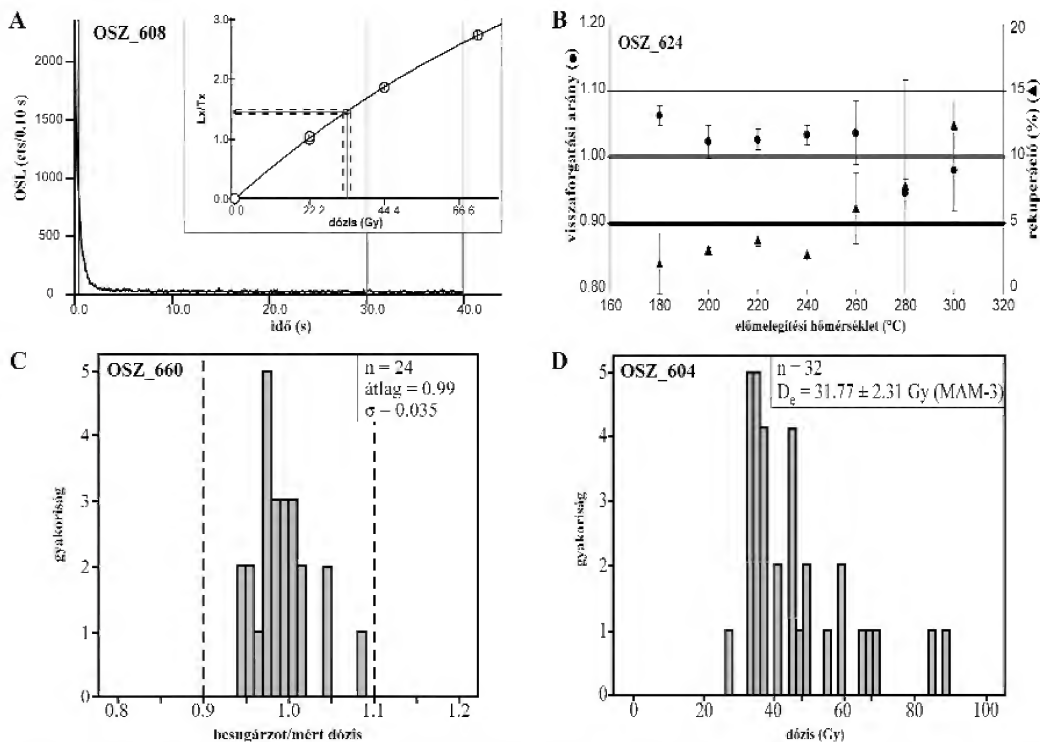 A
OSZ_608
2000
1500
1000
500
0
OSL (cts/0.10 s)
0.0
10.0
20.0
30.0
40.0
idő (s)
3.0
2.0
1.0
0.0
Lx/Tx
0 0
22 2
44 4
66 6
dózis (Gy)
B
OSZ_624
1.20
1.10
1.00
0.90
0.80
visszaforgatási arány (●)
20
15
10
5
0
rekuperáció (%) (▲)
160
180
200
220
240
260
280
300
320
előmelegítési hőmérséklet (°C)
C
OSZ_660
n = 24
átlag = 0.99
σ = 0.035
5
4
3
2
1
0
gyakoriság
0.8
0.9
1.0
1.1
1.2
besugárzot/mért dózis
D
OSZ_604
n = 32
De = 31.77 ± 2.31 Gy (MAM-3)
5
4
3
2
1
0
gyakoriság
0
20
40
60
80
100
dózis (Gy)